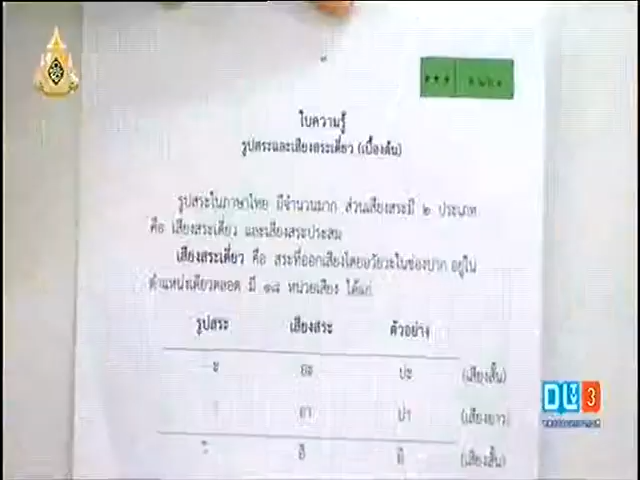 ใบความรู้
รูปสระและเสียงสระเดี่ยว (เบื้องต้น)
รูปสระในภาษาไทย มีจำนวนมาก ส่วนเสียงสระมี ๒ ประเภท
คือ เสียงสระเดี่ยว และเสียงสระประสม
เสียงสระเดี่ยว คือ สระที่ออกเสียงโดยอวัยวะในช่องปาก อยู่ใน
ตำแหน่งเดียวตลอด มี ๑๘ หน่วยเสียง ได้แก่
รูปสระ เสียงสระ ตัวอย่าง
ะ อะ ปะ (เสียงสั้น)
า อา ปา (เสียงยาว)
อิ (เสียงสั้น)
DLTV 3